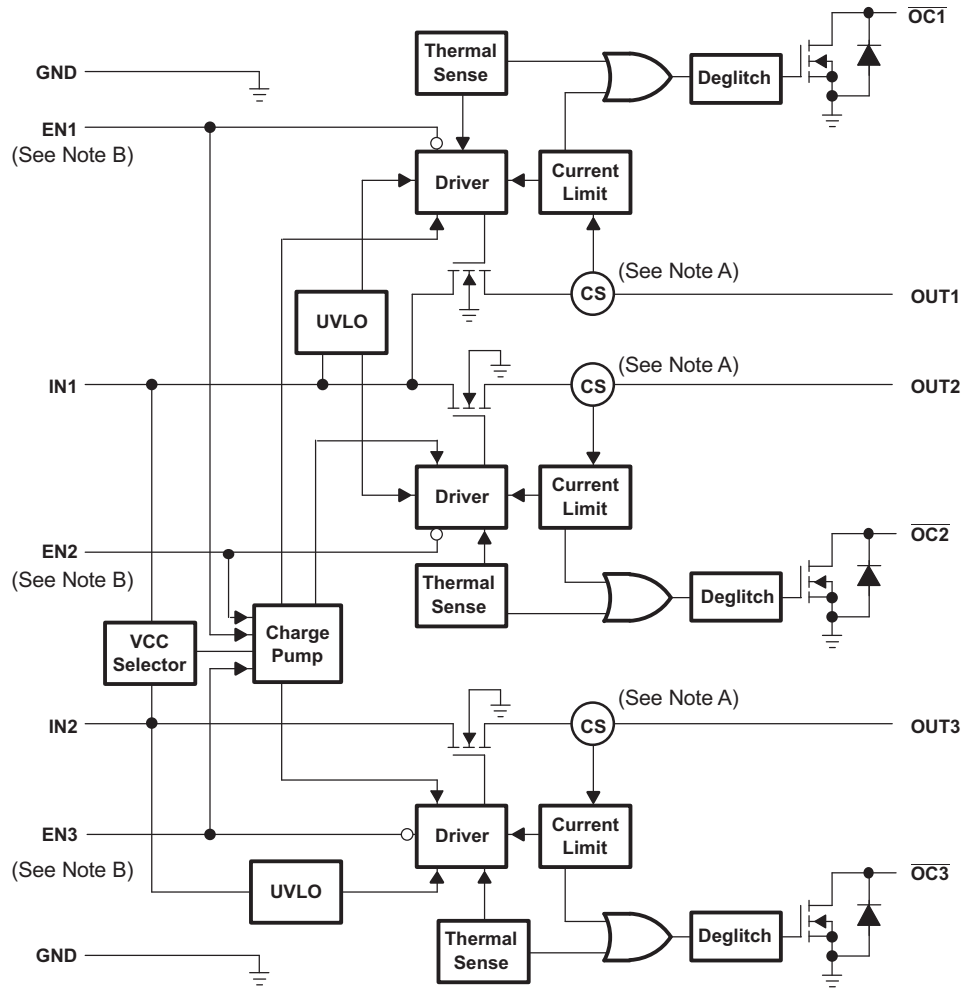 OC1
Thermal
Sense
GND
Deglitch
EN1
(See Note B)
Driver
Current
Limit
(See Note A)
CS
OUT1
UVLO
(See Note A)
IN1
CS
OUT2
Driver
Current
Limit
OC2
EN2
(See Note B)
Thermal
Sense
Deglitch
VCC
Selector
Charge
Pump
(See Note A)
IN2
CS
OUT3
EN3
(See Note B)
Driver
Current
Limit
OC3
UVLO
Thermal
Sense
Deglitch
GND